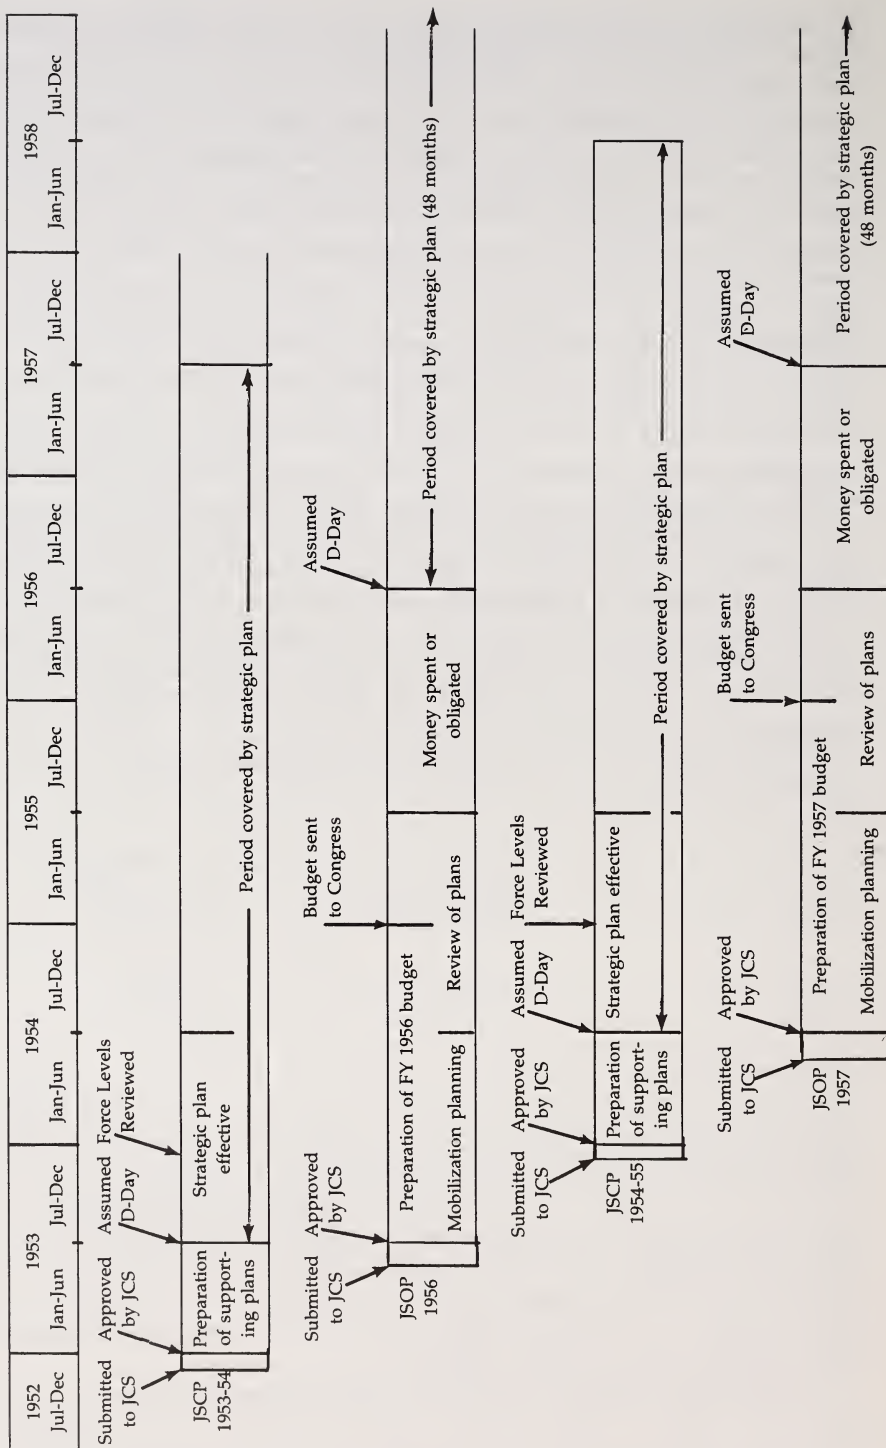 1952 1953 1954 1955 1956 1957 1958
Jul-Dec Jan-Jun Jul-Dec Jan-Jun Jul-Dec Jan-Jun Jul-Dec Jan-Jun Jul-Dec Jan-Jun Jul-Dec Jan-Jun Jul-Dec
Submitted
to JCS
Approved
by JCS
Assumed
D-Day
Force Levels
Reviewed
JSCP
1953-54
Preparation
of support-
ing plans
Strategic plan
effective
Period covered by strategic plan
Submitted
to JCS
Approved
by JCS
Budget sent
to Congress
Assumed
D-Day
JSOP
1956
Preparation of FY 1956 budget
Mobilization planning
Review of plans
Money spent or
obligated
Period covered by strategic plan (48 months)
Submitted
to JCS
Approved
by JCS
Assumed
D-Day
Force Levels
Reviewed
JSCP
1954-55
Preparation
of support-
ing plans
Strategic plan effective
Period covered by strategic plan
Submitted
to JCS
Approved
by JCS
Budget sent
to Congress
Assumed
D-Day
JSOP
1957
Preparation of FY 1957 budget
Mobilization planning
Review of plans
Money spent or
obligated
Period covered by strategic plan
(48 months)